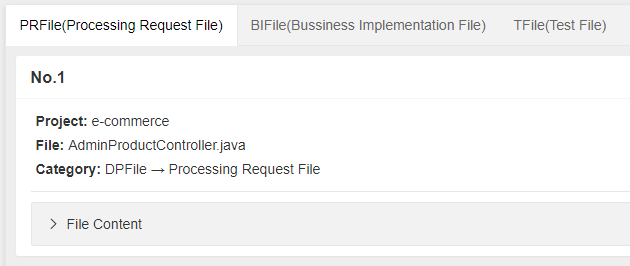 PRFile(Processing Request File) BIFile(Bussiness Implementation File) TFile(Test File)
No.1
Project: e-commerce
File: AdminProductController.java
Category: DPFile → Processing Request File
File Content